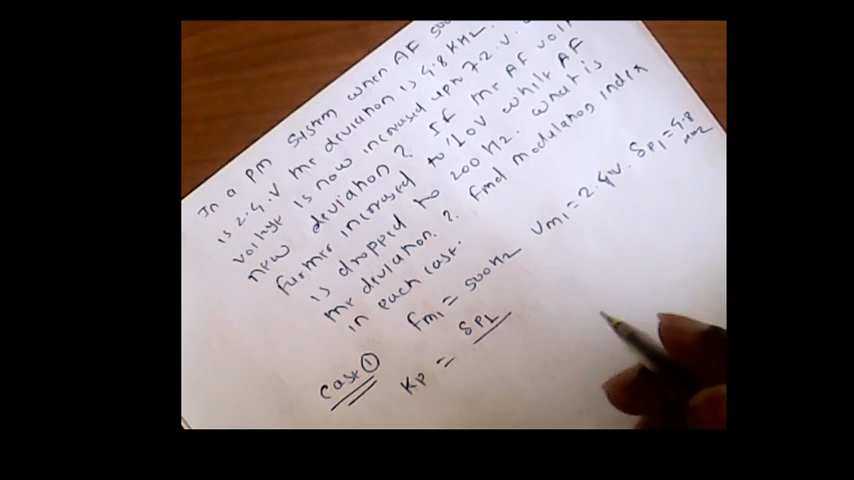 In a PM System when AF 500
is 2.4.V the deviation is 4.8 KHz.
voltage is now increased upto 7.2.V.
new deviation? If the AF volt
further increased to 10V while AF
is dropped to 200 Hz. what is
the deviation? Find modulation index
in each case.
fm1 = 500Hz Vm1 = 2.4V. δP1 = 4.8 KHz
Case ①
KP = δP1